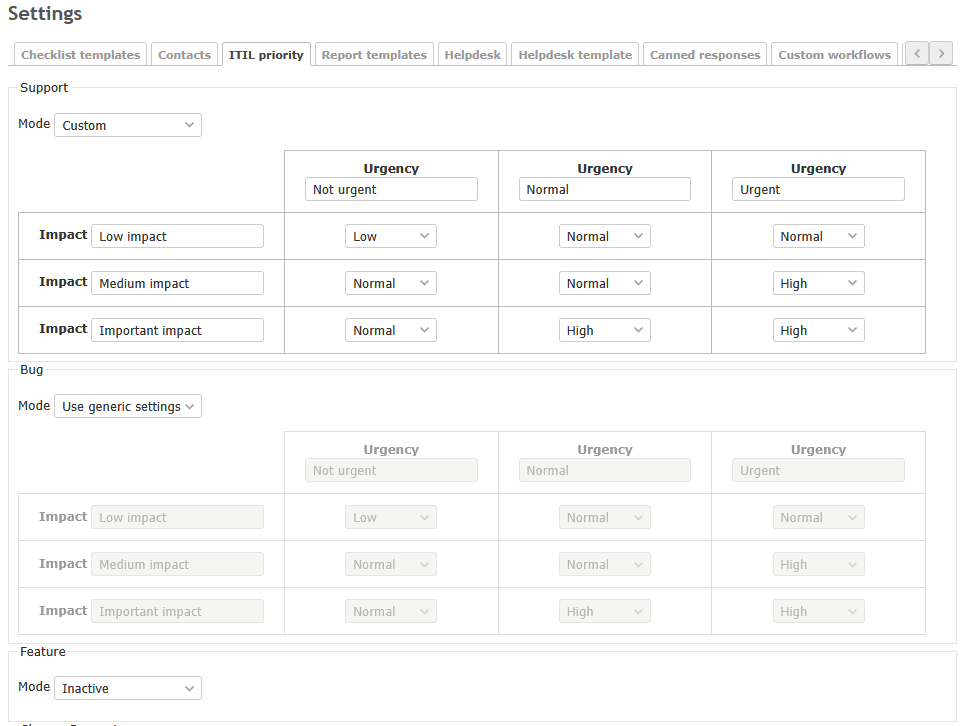 Settings
Checklist templates Contacts ITIL priority Report templates Helpdesk Helpdesk template Canned responses Custom workflows
Support
Mode Custom
Urgency Urgency Urgency
Not urgent Normal Urgent
Impact Low impact Low Normal Normal
Impact Medium impact Normal Normal High
Impact Important impact Normal High High
Bug
Mode Use generic settings
Urgency Urgency Urgency
Not urgent Normal Urgent
Impact Low impact Low Normal Normal
Impact Medium impact Normal Normal High
Impact Important impact Normal High High
Feature
Mode Inactive